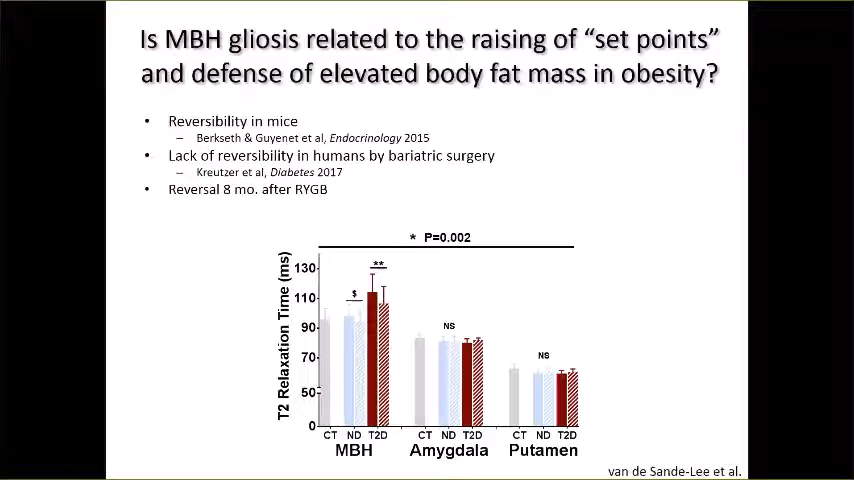 Is MBH gliosis related to the raising of “set points”
and defense of elevated body fat mass in obesity?
• Reversibility in mice
– Berkseth & Guyenet et al, Endocrinology 2015
• Lack of reversibility in humans by bariatric surgery
– Kreutzer et al, Diabetes 2017
• Reversal 8 mo. after RYGB
* P=0.002
T2 Relaxation Time (ms)
130
110
90
70
50
0
$
**
NS
NS
CT ND T2D CT ND T2D CT ND T2D
MBH Amygdala Putamen
van de Sande-Lee et al.